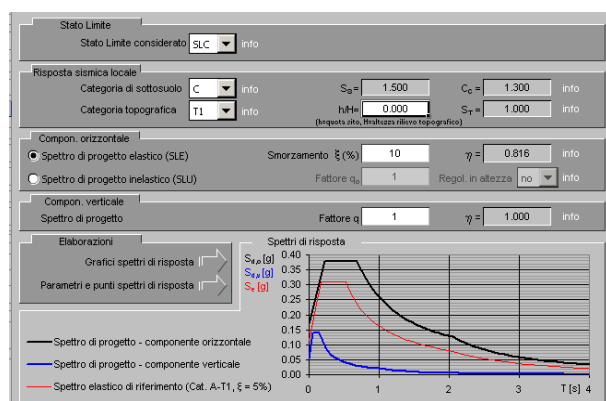 Stato Limite
Stato Limite considerato SLC info
Risposta sismica locale
Categoria di sottosuolo C info S_S = 1.500 C_C = 1.300 info
Categoria topografica T1 info h/H= 0.000 S_T = 1.000 info
(h=quota sito, H=altezza rilievo topografico)
Compon. orizzontale
Spettro di progetto elastico (SLE) Smorzamento ξ (%) 10 η = 0.816 info
Spettro di progetto inelastico (SLU) Fattore q_o 1 Regol. in altezza no info
Compon. verticale
Spettro di progetto Fattore q 1 η = 1.000 info
Elaborazioni
Grafici spettri di risposta
Parametri e punti spettri di risposta
Spettri di risposta
S_d,o [g]
S_d,v [g]
S_e [g]
0.40
0.35
0.30
0.25
0.20
0.15
0.10
0.05
0.00
0 1 2 3 T [s] 4
Spettro di progetto - componente orizzontale
Spettro di progetto - componente verticale
Spettro elastico di riferimento (Cat. A-T1, ξ = 5%)